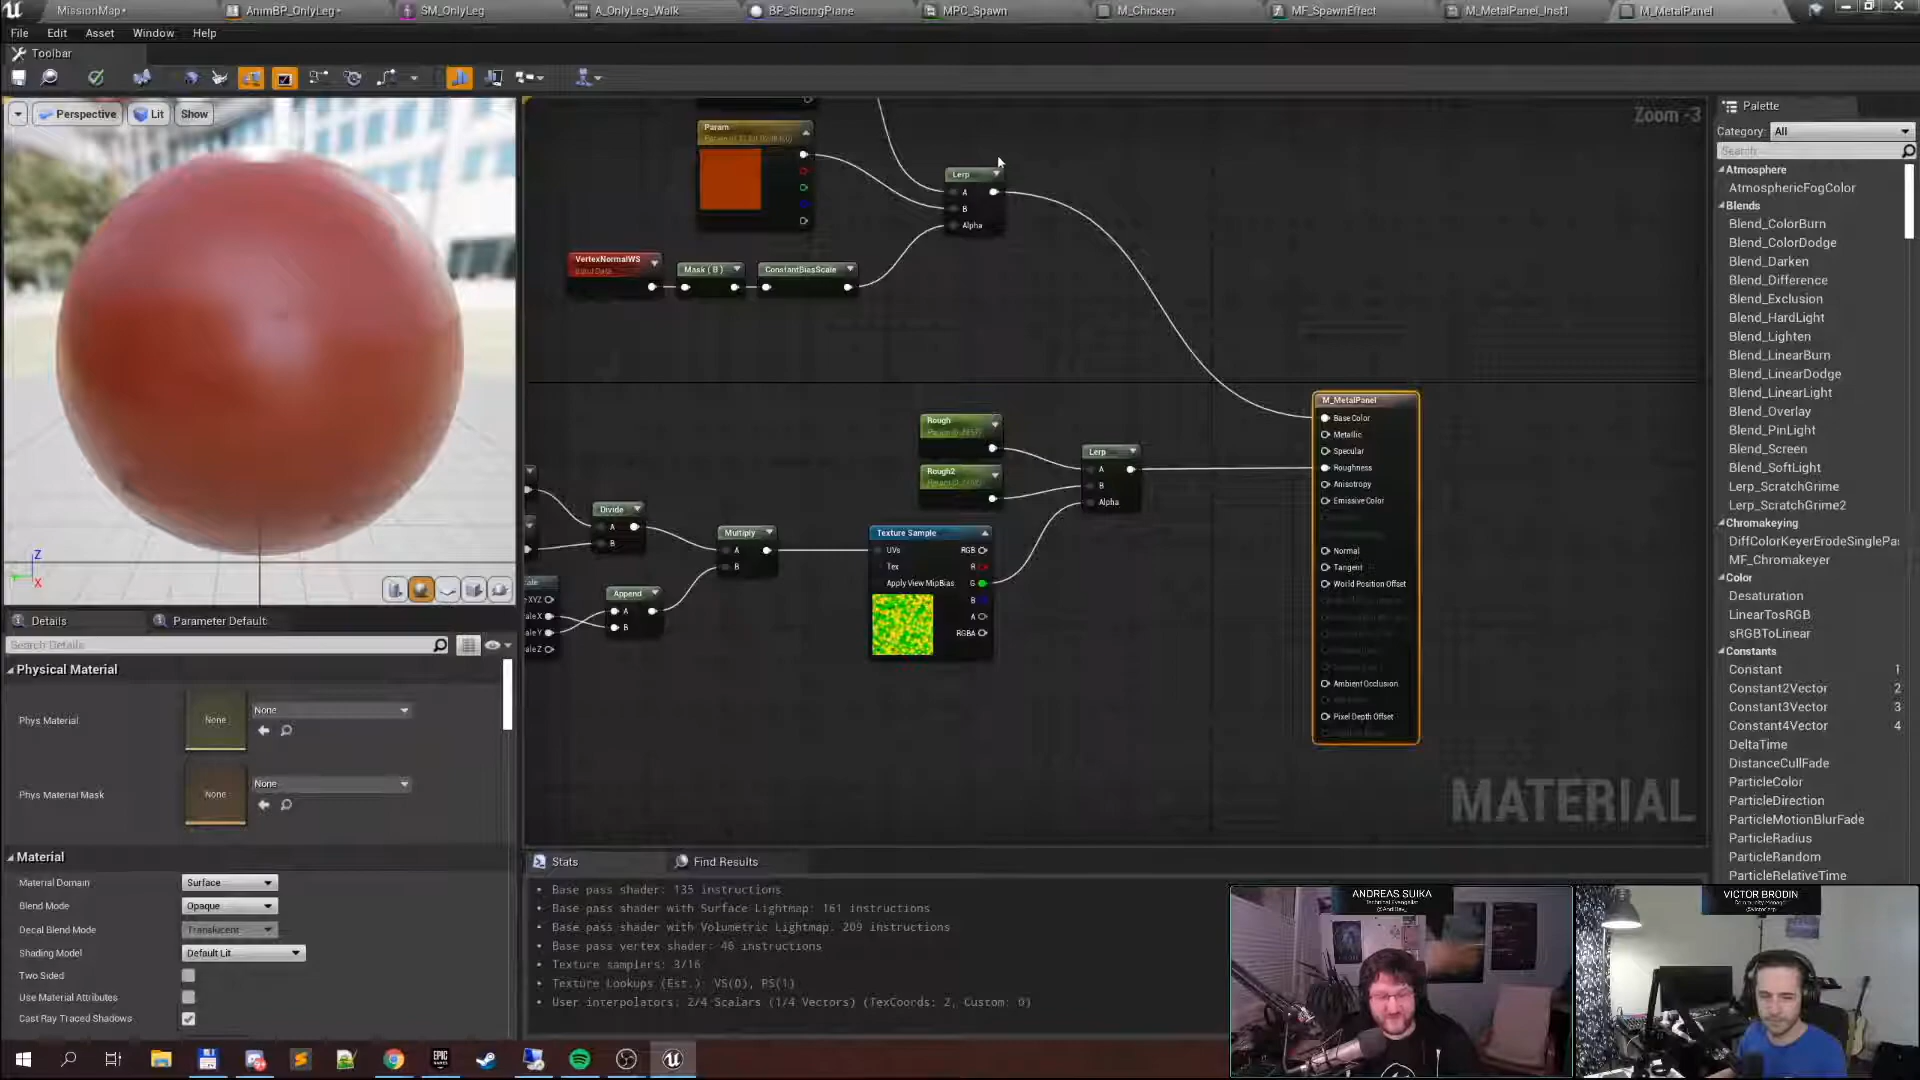 MissionMap*
AnimBP_OnlyLeg*
SM_OnlyLeg
A_OnlyLeg_Walk
BP_SlicingPlane
MPC_Spawn
M_Chicken
MF_SpawnEffect
M_MetalPanel_Inst1
M_MetalPanel
File Edit Asset Window Help
Toolbar
Perspective Lit Show
Zoom -3
Param
Lerp
A
B
Alpha
VertexNormalWS
Mask ( B )
ConstantBiasScale
Rough
Rough2
Lerp
A
B
Alpha
Divide
A
B
Multiply
A
B
Append
A
B
Texture Sample
UVs RGB
Tex R
Apply View MipBias G
B
A
RGBA
M_MetalPanel
Base Color
Metallic
Specular
Roughness
Anisotropy
Emissive Color
Normal
Tangent
World Position Offset
Ambient Occlusion
Pixel Depth Offset
MATERIAL
Z
X
Details
Parameter Default
Search Details
Physical Material
Phys Material None None
Phys Material Mask None None
Material
Material Domain Surface
Blend Mode Opaque
Decal Blend Mode Translucent
Shading Model Default Lit
Two Sided
Use Material Attributes
Cast Ray Traced Shadows
Stats
Find Results
Base pass shader: 135 instructions
Base pass shader with Surface Lightmap: 161 instructions
Base pass shader with Volumetric Lightmap: 209 instructions
Base pass vertex shader: 46 instructions
Texture samplers: 3/16
Texture Lookups (Est.): VS(0), PS(1)
User interpolators: 2/4 Scalars (1/4 Vectors) (TexCoords: 2, Custom: 0)
Palette
Category: All
Search
Atmosphere
AtmosphericFogColor
Blends
Blend_ColorBurn
Blend_ColorDodge
Blend_Darken
Blend_Difference
Blend_Exclusion
Blend_HardLight
Blend_Lighten
Blend_LinearBurn
Blend_LinearDodge
Blend_LinearLight
Blend_Overlay
Blend_PinLight
Blend_Screen
Blend_SoftLight
Lerp_ScratchGrime
Lerp_ScratchGrime2
Chromakeying
DiffColorKeyerErodeSinglePas
MF_Chromakeyer
Color
Desaturation
LinearTosRGB
sRGBToLinear
Constants
Constant 1
Constant2Vector 2
Constant3Vector 3
Constant4Vector 4
DeltaTime
DistanceCullFade
ParticleColor
ParticleDirection
ParticleMotionBlurFade
ParticleRadius
ParticleRandom
ParticleRelativeTime
ANDREAS SUIKA
Technical Evangelist
VICTOR BRODIN
Community Manager